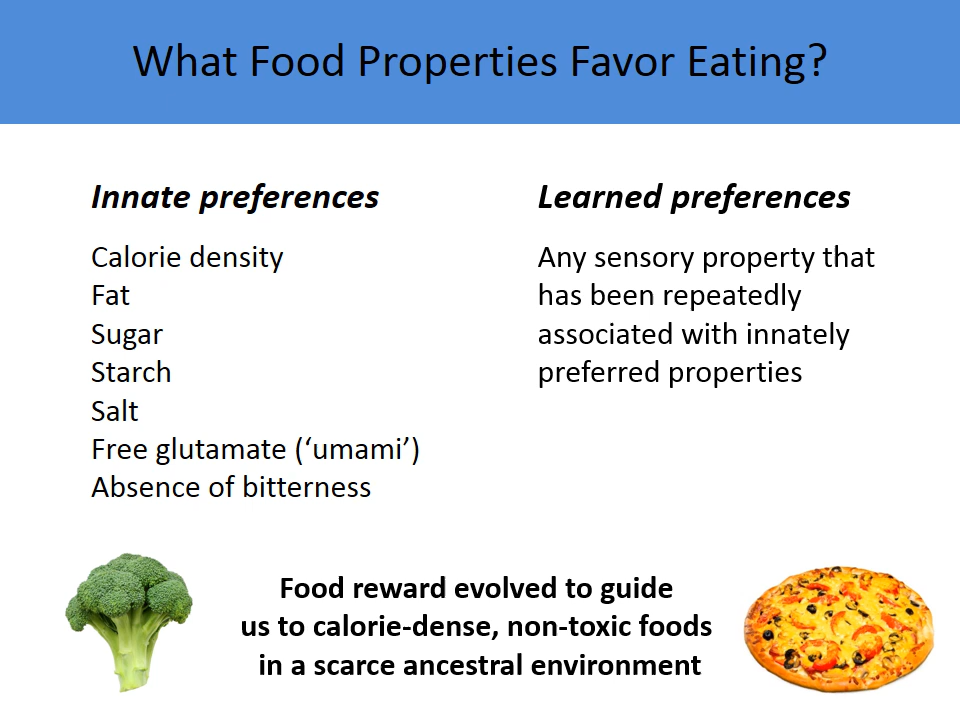 What Food Properties Favor Eating?
Innate preferences
Calorie density
Fat
Sugar
Starch
Salt
Free glutamate (‘umami’)
Absence of bitterness
Learned preferences
Any sensory property that
has been repeatedly
associated with innately
preferred properties
Food reward evolved to guide
us to calorie-dense, non-toxic foods
in a scarce ancestral environment